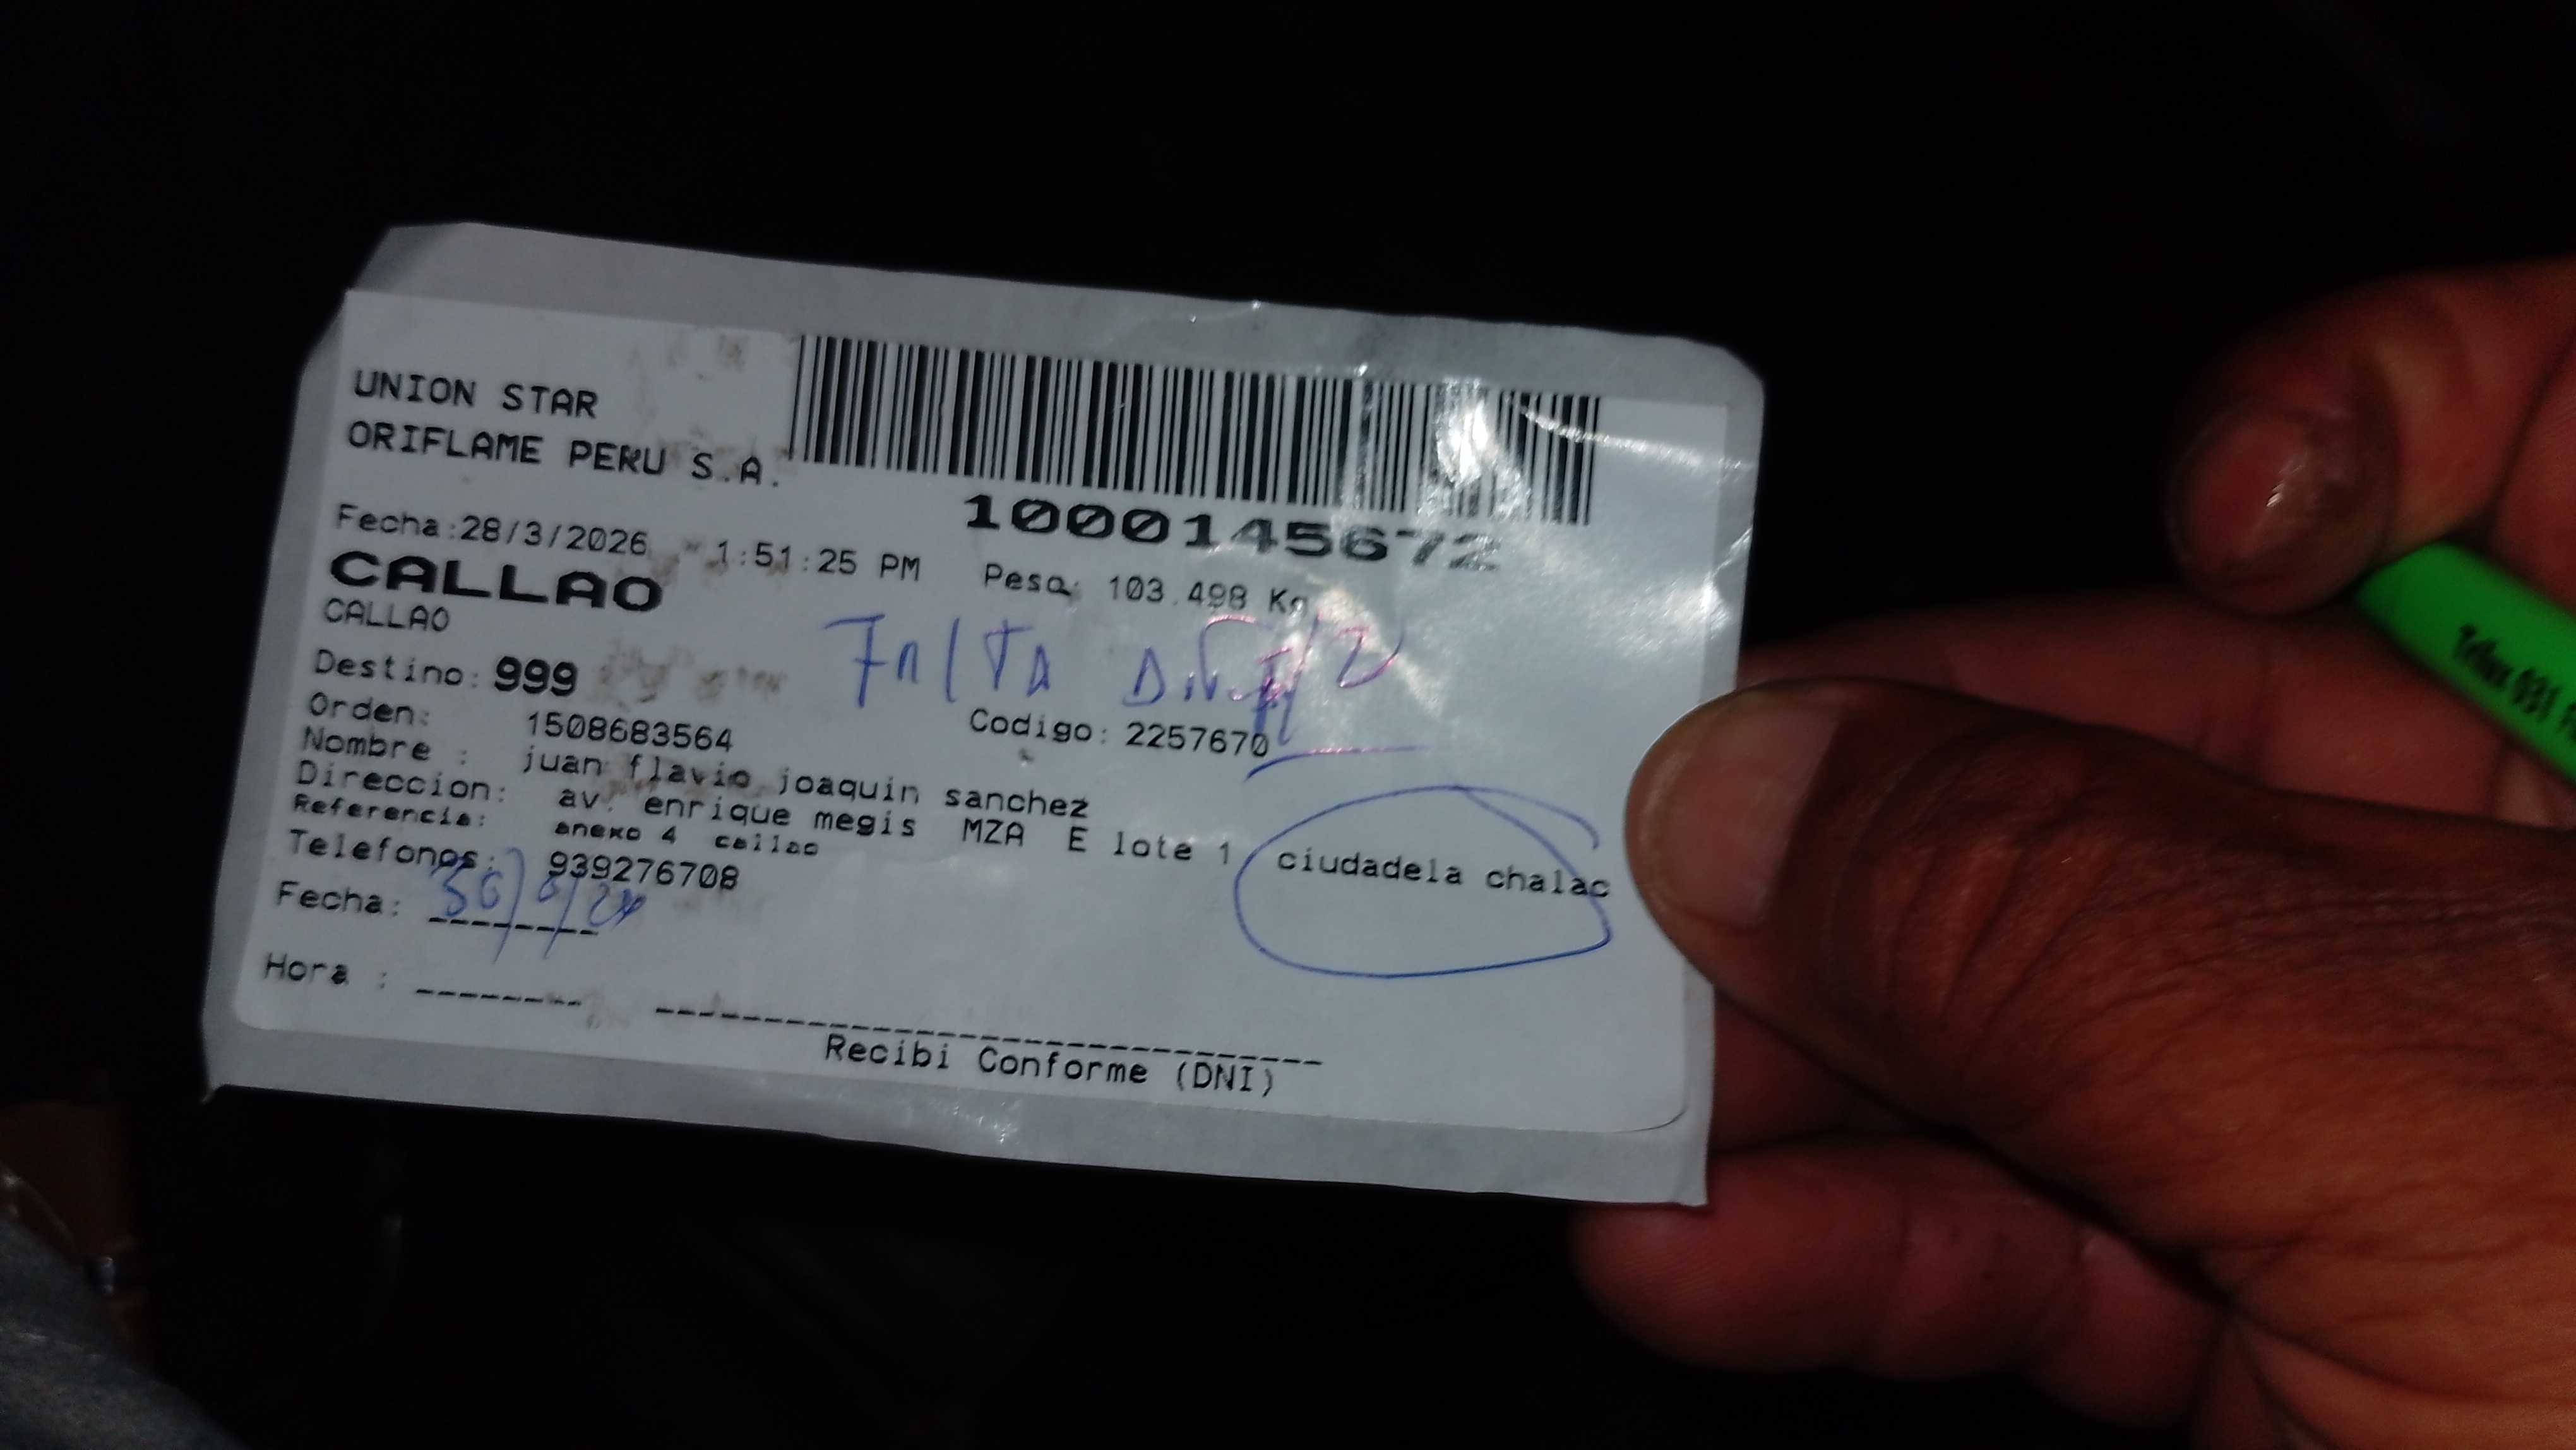 UNION STAR
ORIFLAME PERU S.A.
1000145672
Fecha:28/3/2026 1:51:25 PM Peso: 103.498 Kg
CALLAO
CALLAO
FAlTA DNI
Destino: 999
Orden: 1508683564 Codigo: 2257670
Nombre : juan flavio joaquin sanchez
Direccion: av. enrique megis MZA E lote 1 ciudadela chalac
Referencia: anexo 4 callao
Telefonos: 939276708
Fecha:
Hora :
Recibi Conforme (DNI)